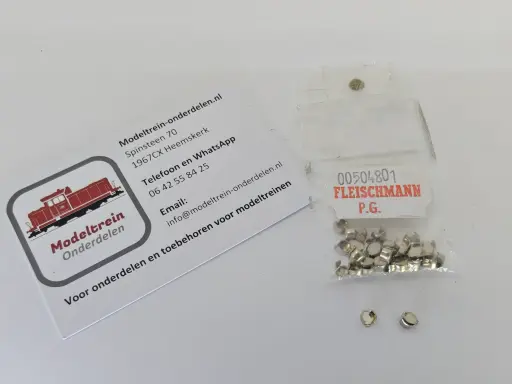 Modeltrein-onderdelen.nl
Spinsteen 70
1967CX Heemskerk
Telefoon en WhatsApp
06 42 55 84 25
Email:
info@modeltrein-onderdelen.nl
Modeltrein
Onderdelen
Voor onderdelen en toebehoren voor modeltreinen
00504801
FLEISCHMANN
P.G.